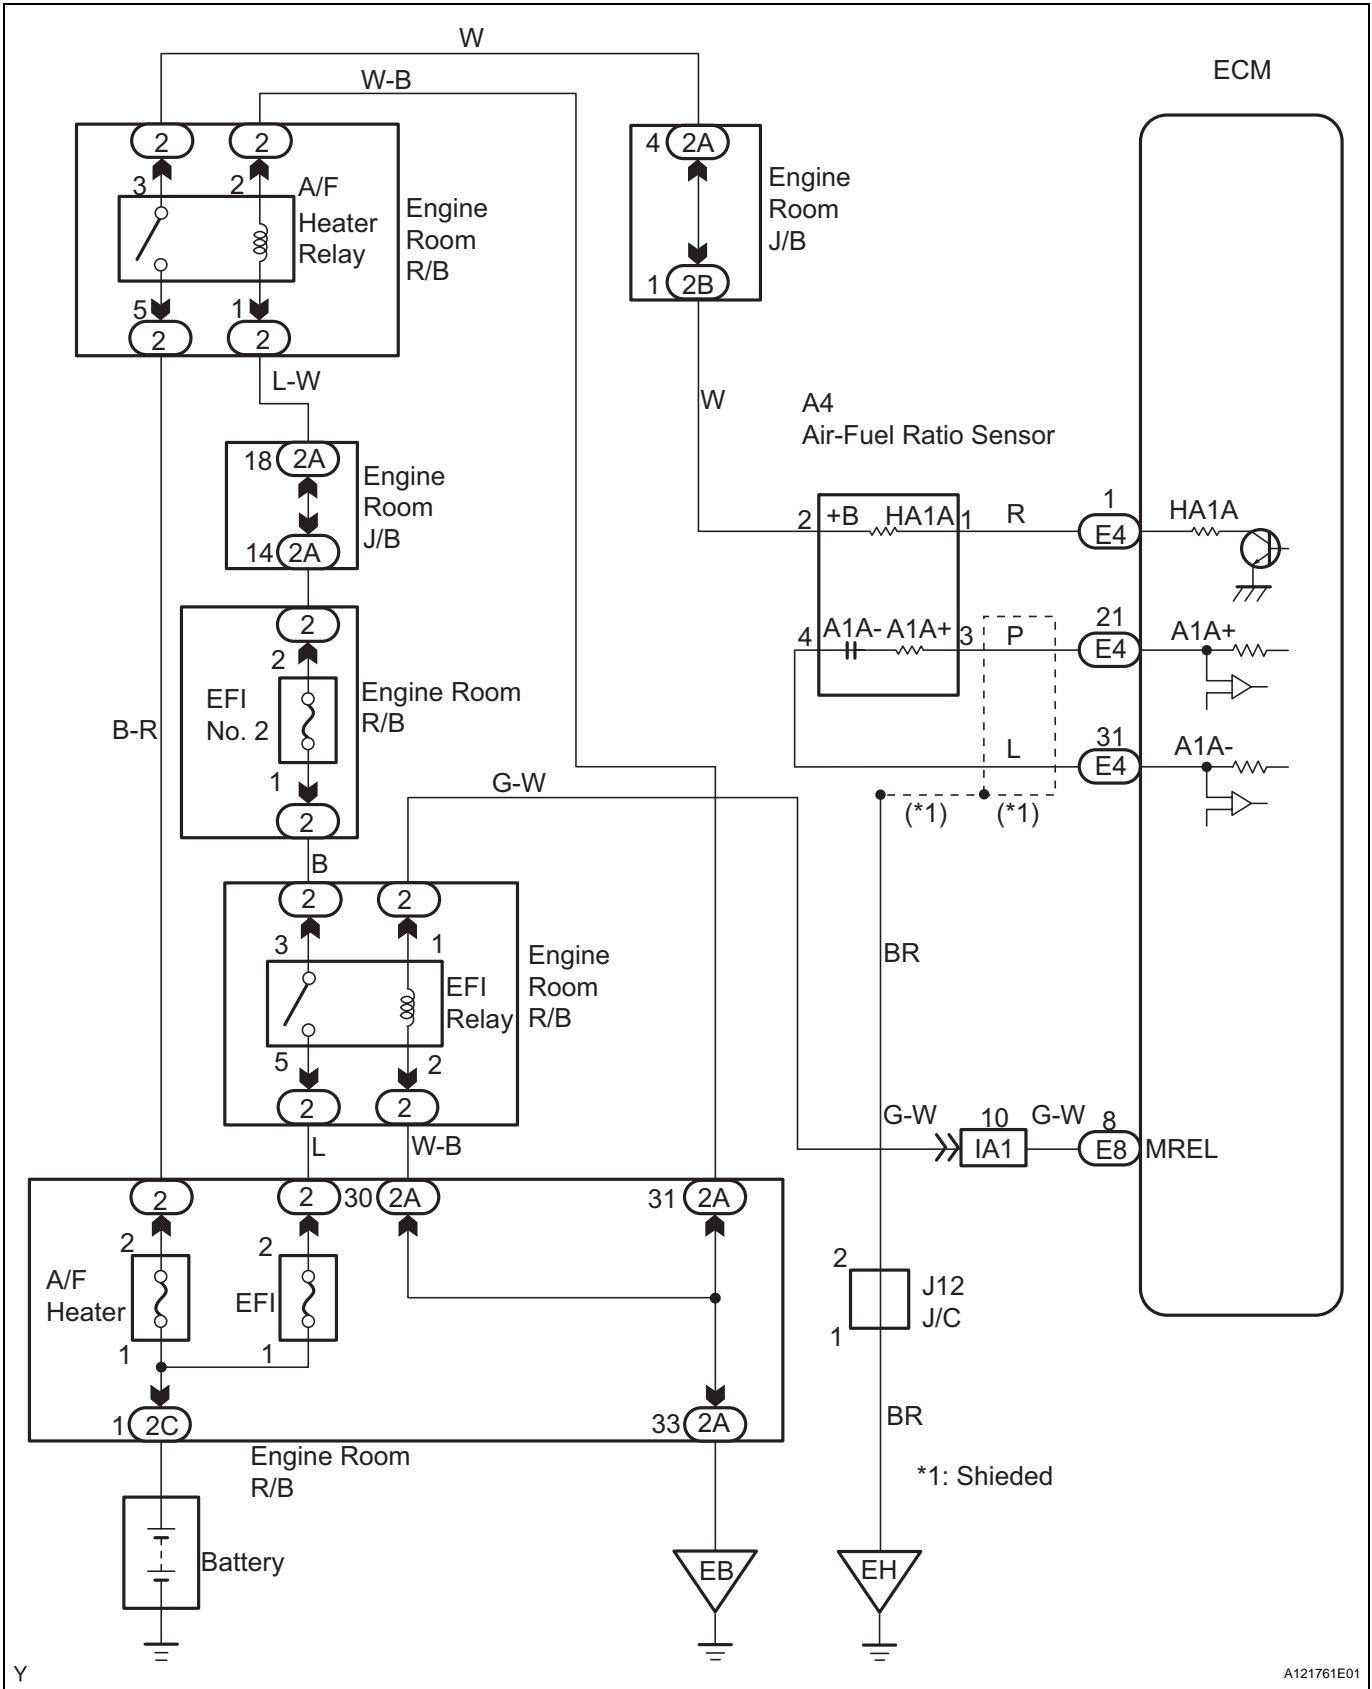 W
ECM
W-B
2
2
4 2A
3
2
A/F
Heater
Relay
Engine
Room
R/B
Engine
Room
J/B
5
1
1 2B
2
2
L-W
W
A4
Air-Fuel Ratio Sensor
18 2A
Engine
Room
J/B
14 2A
2 +B HA1A 1 R 1
E4
HA1A
2
2
EFI
No. 2
1
2
Engine Room
R/B
B-R
4 A1A- A1A+ 3 P 21
E4
A1A+
L 31
E4
A1A-
(*1) (*1)
G-W
B
2
2
3
1
EFI
Relay
Engine
Room
R/B
5
2
2
2
BR
L
W-B
G-W 10
IA1
G-W 8
E8 MREL
2
2
30 2A
31 2A
2
2
A/F
Heater
EFI
1
1
2
J12
J/C
1
1 2C
33 2A
BR
Engine Room
R/B
*1: Shieded
Battery
EB
EH
Y
A121761E01